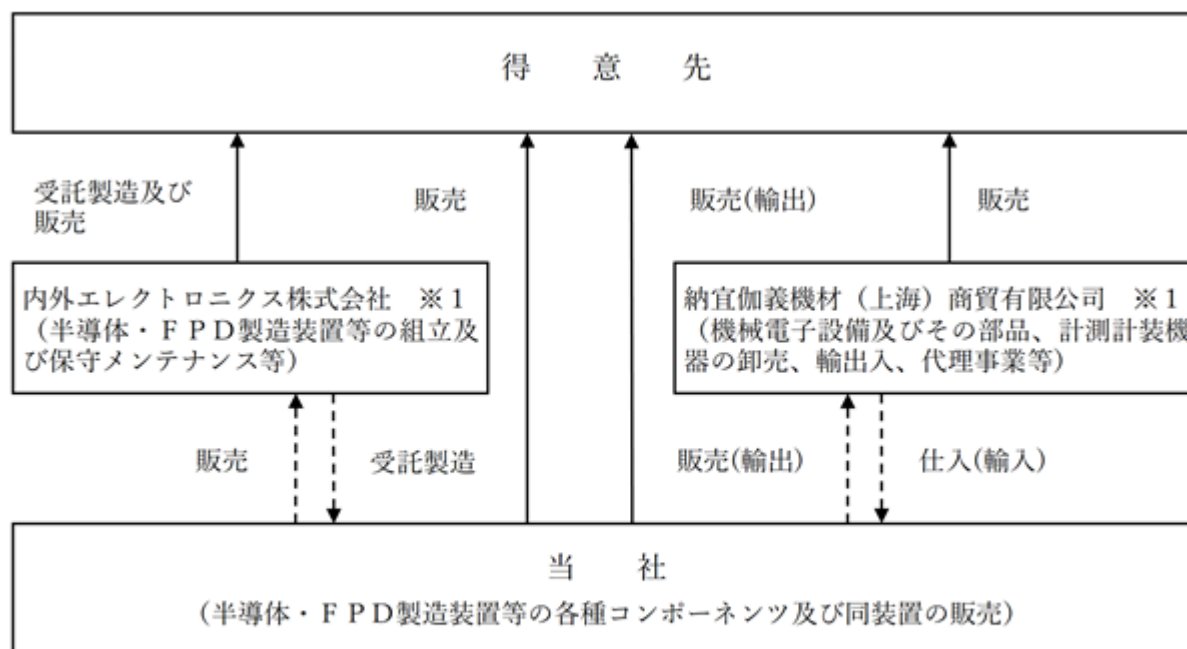 得 意 先
受託製造及び
販売
販売
販売(輸出)
販売
内外エレクトロニクス株式会社 ※1
（半導体・ＦＰＤ製造装置等の組立及
び保守メンテナンス等）
納宜伽義機材（上海）商貿有限公司 ※1
（機械電子設備及びその部品、計測計装機
器の卸売、輸出入、代理事業等）
販売
受託製造
販売(輸出)
仕入(輸入)
当 社
（半導体・ＦＰＤ製造装置等の各種コンポーネンツ及び同装置の販売）